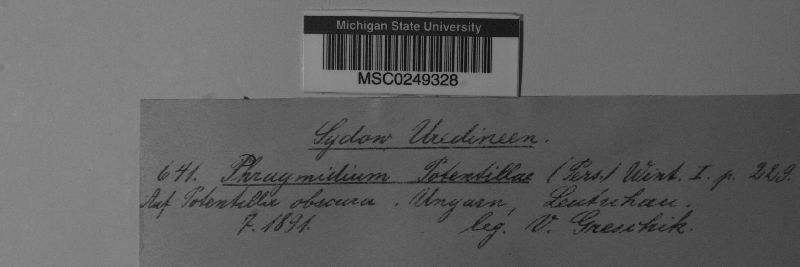 Michigan State University
MSC0249328
Sydow Uredineen.
641. Phragmidium Potentillae (Pers.) Wint. I. p. 229.
Auf Potentilla obscura. Ungarn, Leutschau.
7. 1891. leg. V. Greschik.